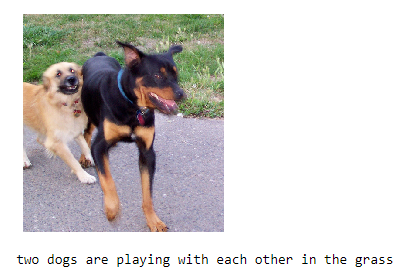 two dogs are playing with each other in the grass